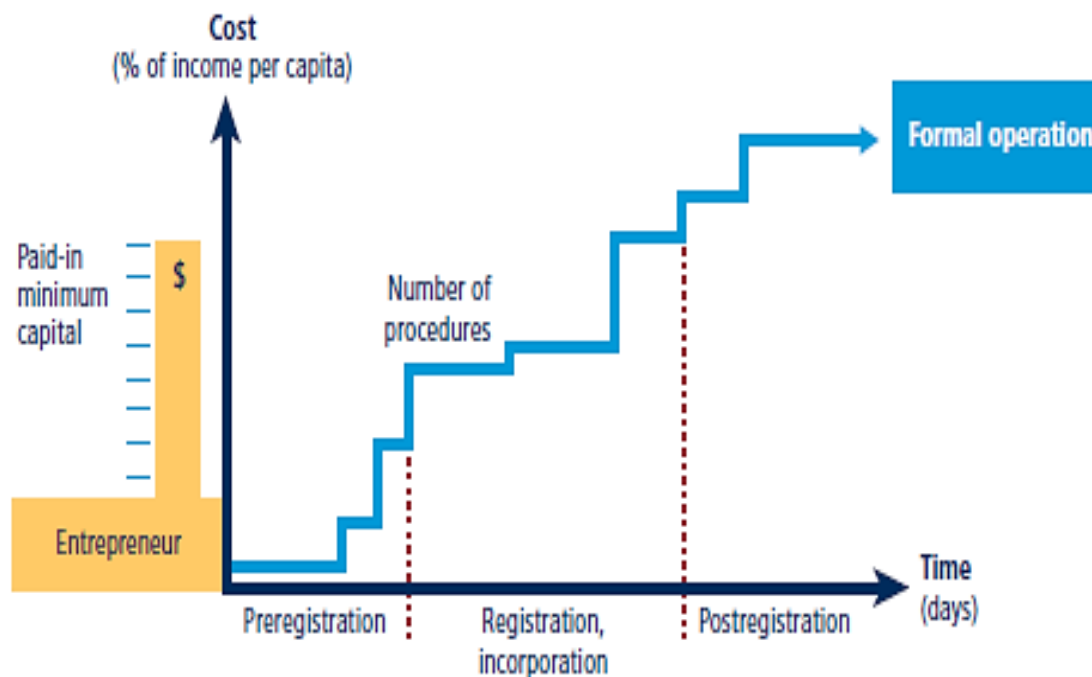 Cost
(% of income per capita)
Formal operation
Paid-in
minimum
capital
$
Number of
procedures
Entrepreneur
Time
(days)
Preregistration
Registration,
incorporation
Postregistration